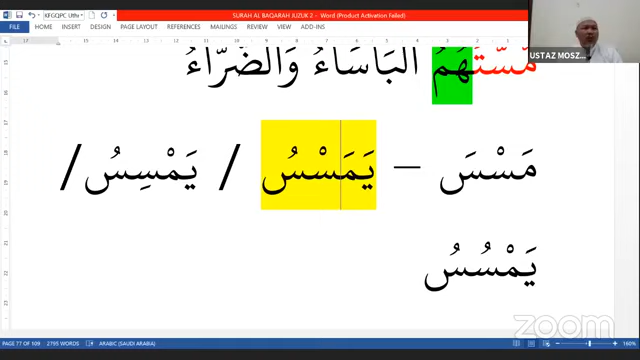 SURAH AL BAQARAH JUZUK 2 - Word (Product Activation Failed)
FILE HOME INSERT DESIGN PAGE LAYOUT REFERENCES MAILINGS REVIEW VIEW ADD-INS
USTAZ MOSZ...
مَسَّتْهُمُ الْبَأْسَاءُ وَالضَّرَّاءُ
مَسْسَ – يَمَسْسُ / يَمْسِسُ /
يَمْسُسُ
zoom
PAGE 77 OF 109 2795 WORDS ARABIC (SAUDI ARABIA) 160%